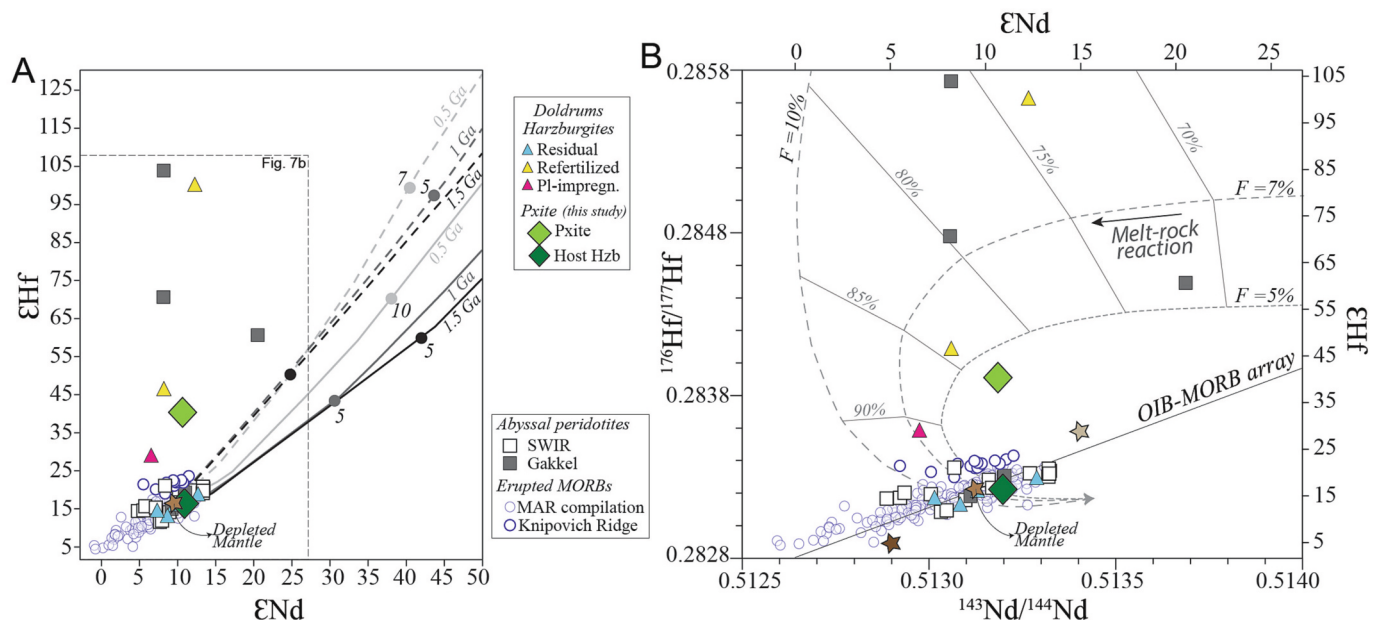 A
εHf
125
115
105
95
85
75
65
55
45
35
25
15
5
0
5
10
15
20
25
30
35
40
45
50
εNd
Fig. 7b
0.5 Ga
1 Ga
1.5 Ga
0.5 Ga
1 Ga
1.5 Ga
7
5
10
5
5
Depleted
Mantle
Doldrums
Harzburgites
Residual
Refertilized
Pl-impregn.
Pxite (this study)
Pxite
Host Hzb
Abyssal peridotites
SWIR
Gakkel
Erupted MORBs
MAR compilation
Knipovich Ridge
B
εNd
0
5
10
15
20
25
0.2858
0.2848
0.2838
0.2828
¹⁷⁶Hf/¹⁷⁷Hf
105
95
85
75
65
55
45
35
25
15
5
εHf
F =10%
80%
75%
70%
F =7%
Melt-rock
reaction
F =5%
85%
90%
OIB-MORB array
Depleted
Mantle
0.5125
0.5130
0.5135
0.5140
¹⁴³Nd/¹⁴⁴Nd